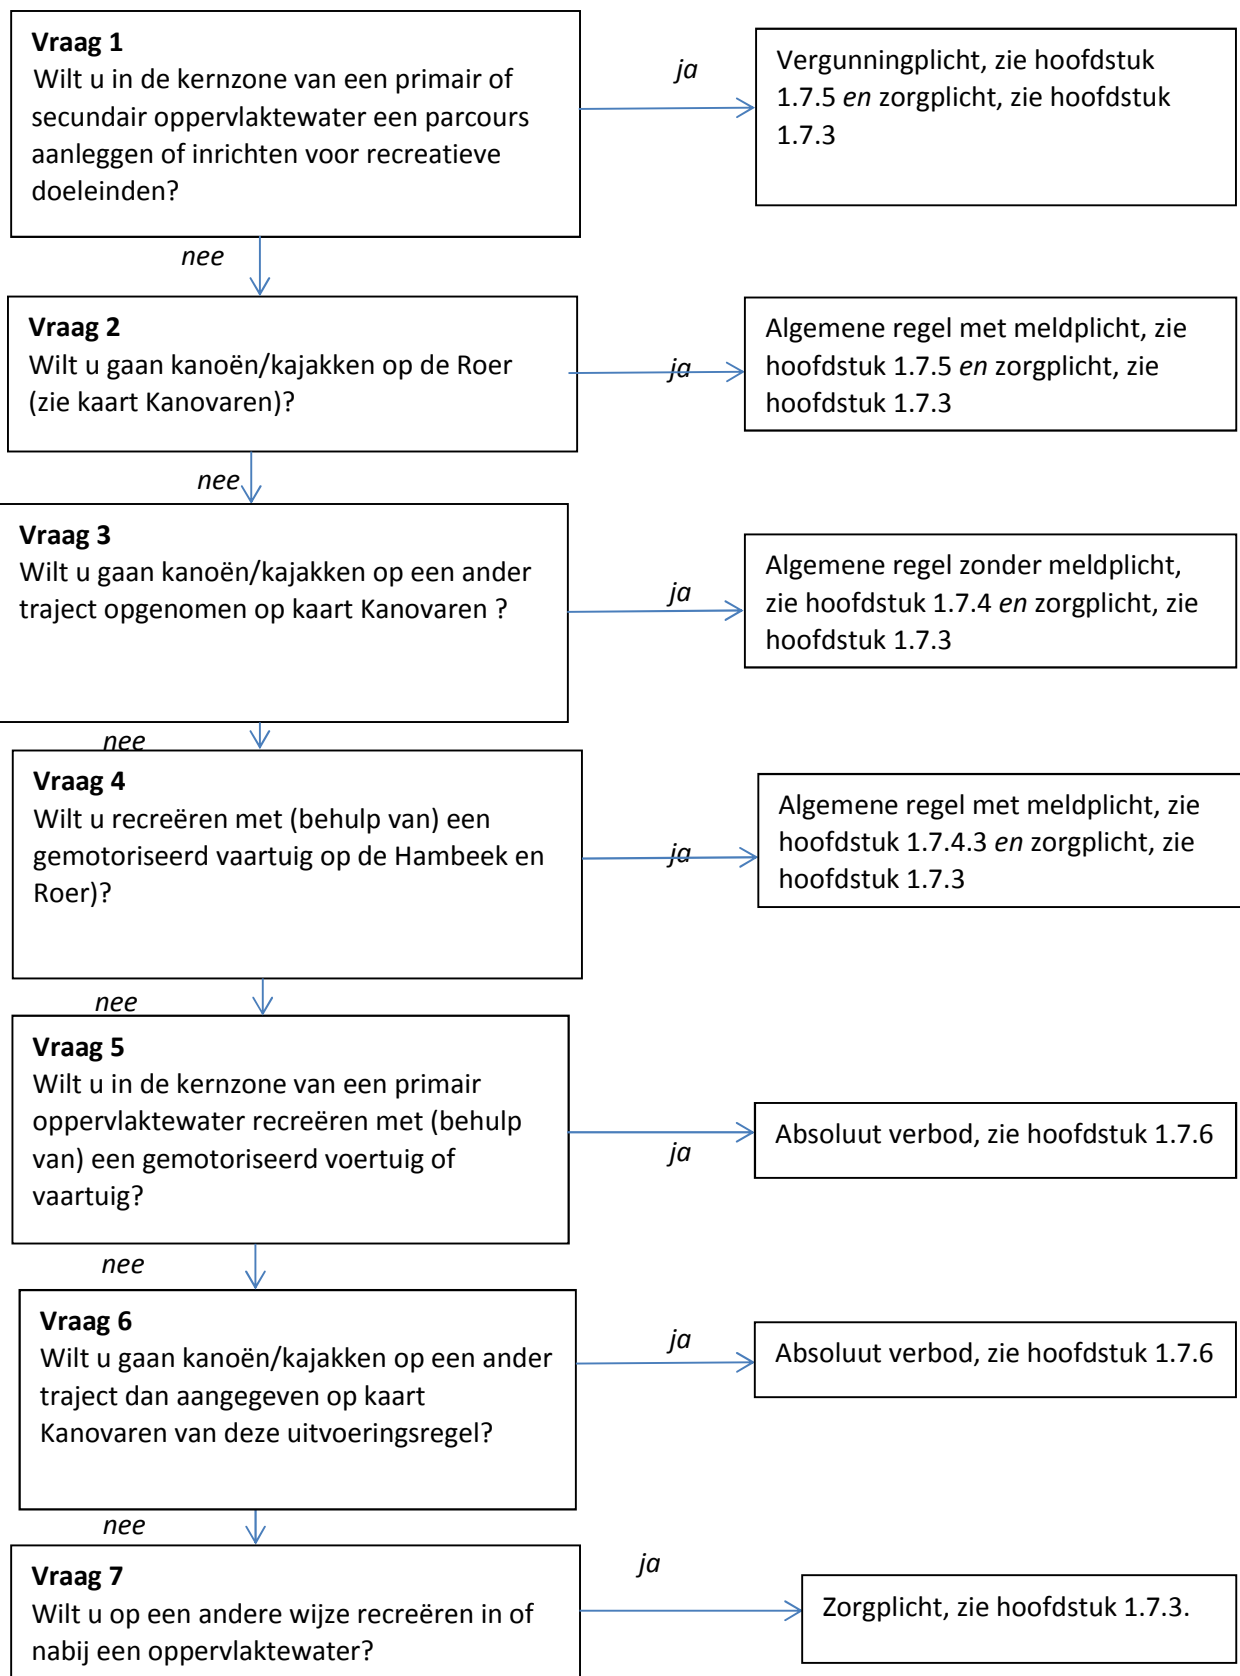 Vraag 1
Wilt u in de kernzone van een primair of
secundair oppervlaktewater een parcours
aanleggen of inrichten voor recreatieve
doeleinden?
ja
Vergunningplicht, zie hoofdstuk
1.7.5 en zorgplicht, zie hoofdstuk
1.7.3
nee
Vraag 2
Wilt u gaan kanoën/kajakken op de Roer
(zie kaart Kanovaren)?
ja
Algemene regel met meldplicht, zie
hoofdstuk 1.7.5 en zorgplicht, zie
hoofdstuk 1.7.3
nee
Vraag 3
Wilt u gaan kanoën/kajakken op een ander
traject opgenomen op kaart Kanovaren ?
ja
Algemene regel zonder meldplicht,
zie hoofdstuk 1.7.4 en zorgplicht, zie
hoofdstuk 1.7.3
nee
Vraag 4
Wilt u recreëren met (behulp van) een
gemotoriseerd vaartuig op de Hambeek en
Roer)?
ja
Algemene regel met meldplicht, zie
hoofdstuk 1.7.4.3 en zorgplicht, zie
hoofdstuk 1.7.3
nee
Vraag 5
Wilt u in de kernzone van een primair
oppervlaktewater recreëren met (behulp
van) een gemotoriseerd voertuig of
vaartuig?
ja
Absoluut verbod, zie hoofdstuk 1.7.6
nee
Vraag 6
Wilt u gaan kanoën/kajakken op een ander
traject dan aangegeven op kaart
Kanovaren van deze uitvoeringsregel?
ja
Absoluut verbod, zie hoofdstuk 1.7.6
nee
Vraag 7
Wilt u op een andere wijze recreëren in of
nabij een oppervlaktewater?
ja
Zorgplicht, zie hoofdstuk 1.7.3.